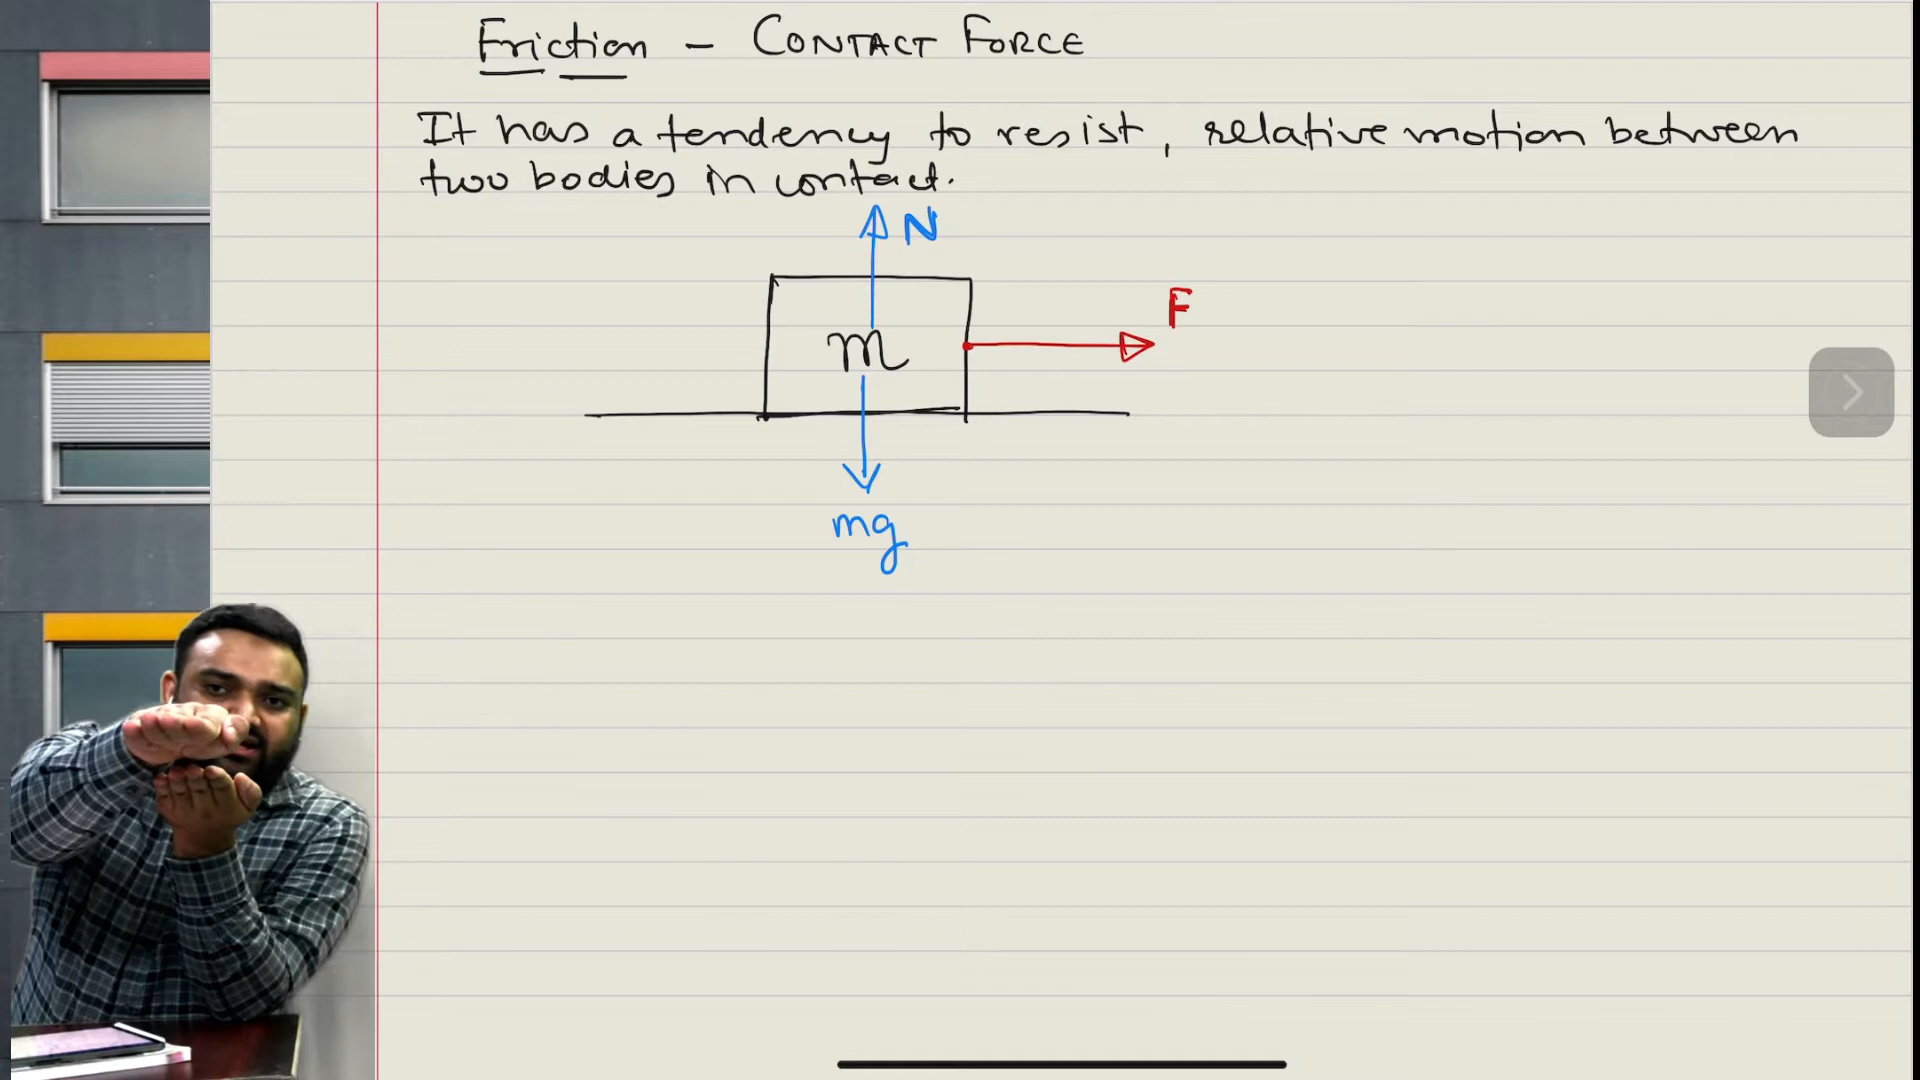 Friction - CONTACT FORCE
It has a tendency to resist, relative motion between
two bodies in contact.
N
F
m
mg